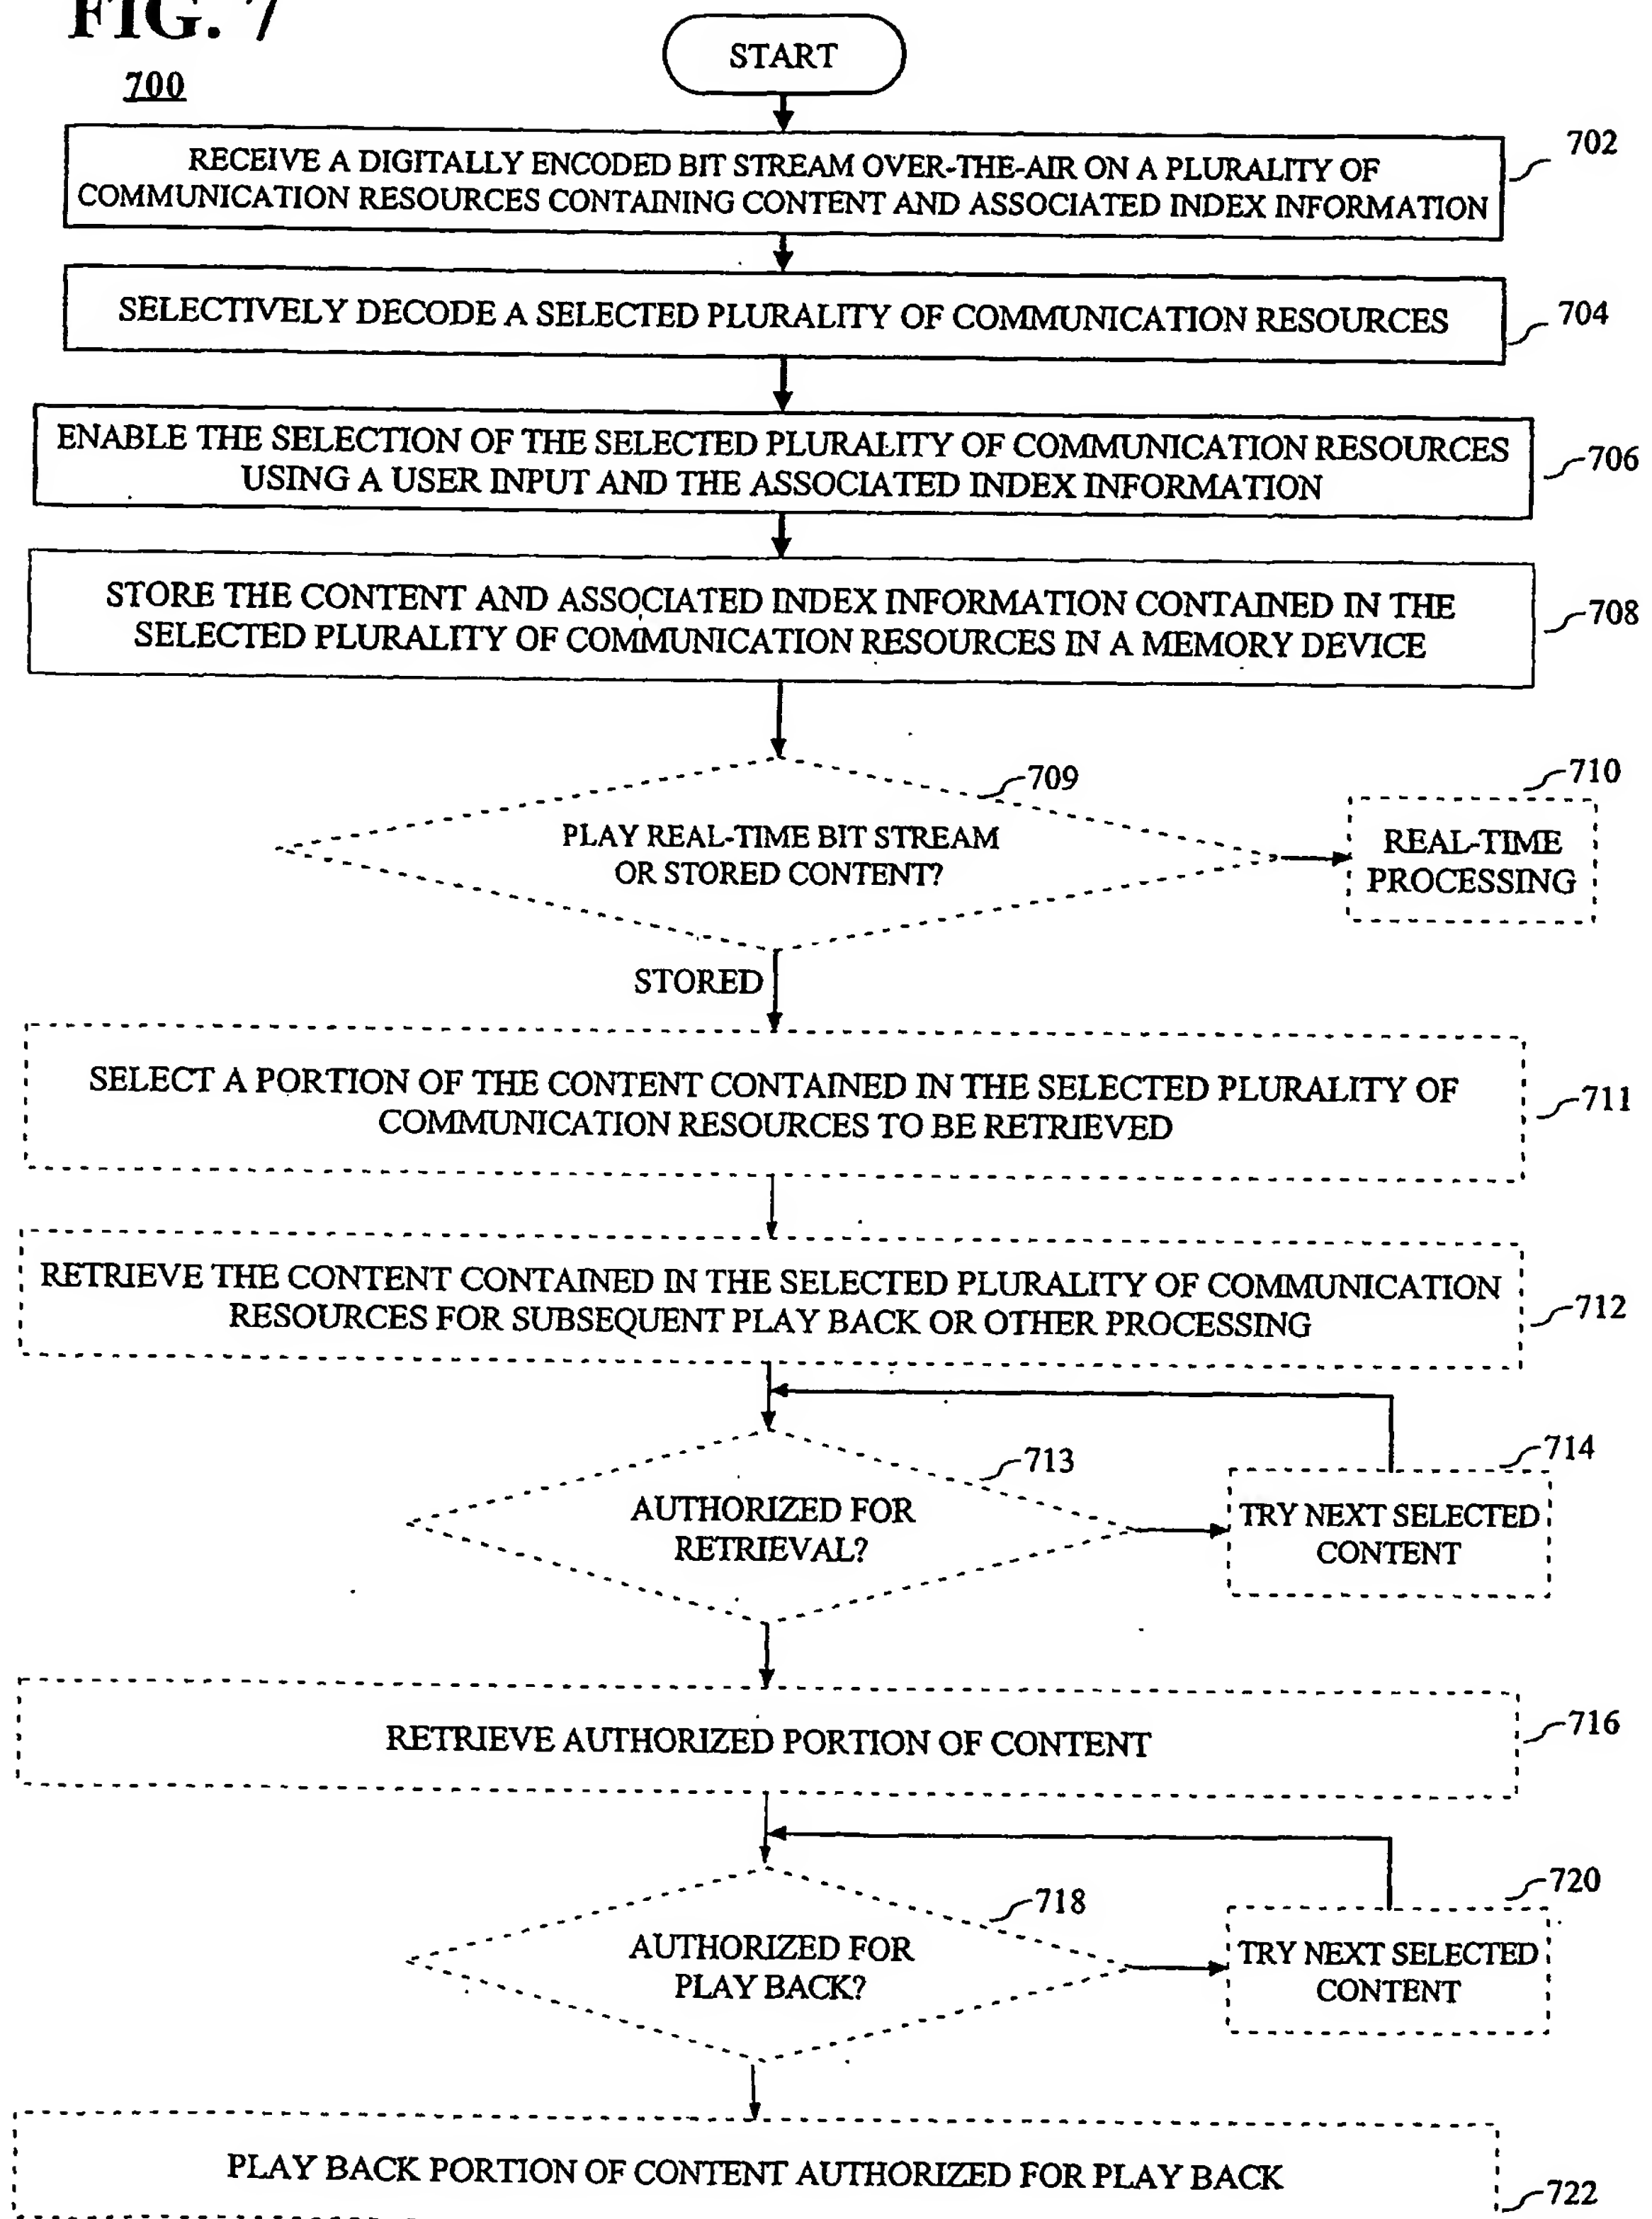 FIG. 7
700
START
RECEIVE A DIGITALLY ENCODED BIT STREAM OVER-THE-AIR ON A PLURALITY OF
COMMUNICATION RESOURCES CONTAINING CONTENT AND ASSOCIATED INDEX INFORMATION
702
SELECTIVELY DECODE A SELECTED PLURALITY OF COMMUNICATION RESOURCES
704
ENABLE THE SELECTION OF THE SELECTED PLURALITY OF COMMUNICATION RESOURCES
USING A USER INPUT AND THE ASSOCIATED INDEX INFORMATION
706
STORE THE CONTENT AND ASSOCIATED INDEX INFORMATION CONTAINED IN THE
SELECTED PLURALITY OF COMMUNICATION RESOURCES IN A MEMORY DEVICE
708
709
PLAY REAL-TIME BIT STREAM
OR STORED CONTENT?
710
REAL-TIME
PROCESSING
STORED
SELECT A PORTION OF THE CONTENT CONTAINED IN THE SELECTED PLURALITY OF
COMMUNICATION RESOURCES TO BE RETRIEVED
711
RETRIEVE THE CONTENT CONTAINED IN THE SELECTED PLURALITY OF COMMUNICATION
RESOURCES FOR SUBSEQUENT PLAY BACK OR OTHER PROCESSING
712
713
AUTHORIZED FOR
RETRIEVAL?
714
TRY NEXT SELECTED
CONTENT
RETRIEVE AUTHORIZED PORTION OF CONTENT
716
718
AUTHORIZED FOR
PLAY BACK?
720
TRY NEXT SELECTED
CONTENT
PLAY BACK PORTION OF CONTENT AUTHORIZED FOR PLAY BACK
722